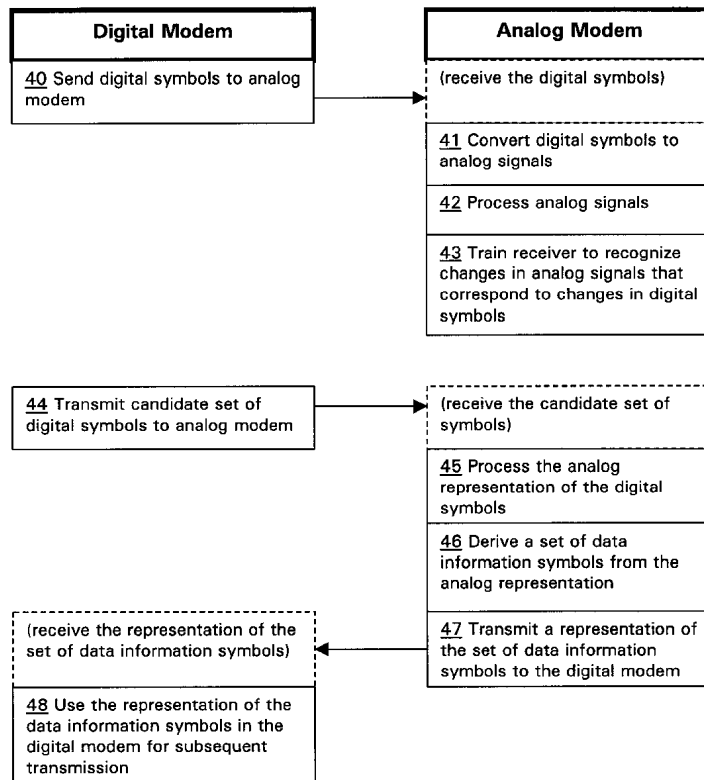 Digital Modem
Analog Modem
40 Send digital symbols to analog
modem
(receive the digital symbols)
41 Convert digital symbols to
analog signals
42 Process analog signals
43 Train receiver to recognize
changes in analog signals that
correspond to changes in digital
symbols
44 Transmit candidate set of
digital symbols to analog modem
(receive the candidate set of
symbols)
45 Process the analog
representation of the digital
symbols
46 Derive a set of data
information symbols from the
analog representation
(receive the representation of the
set of data information symbols)
47 Transmit a representation of
the set of data information
symbols to the digital modem
48 Use the representation of the
data information symbols in the
digital modem for subsequent
transmission